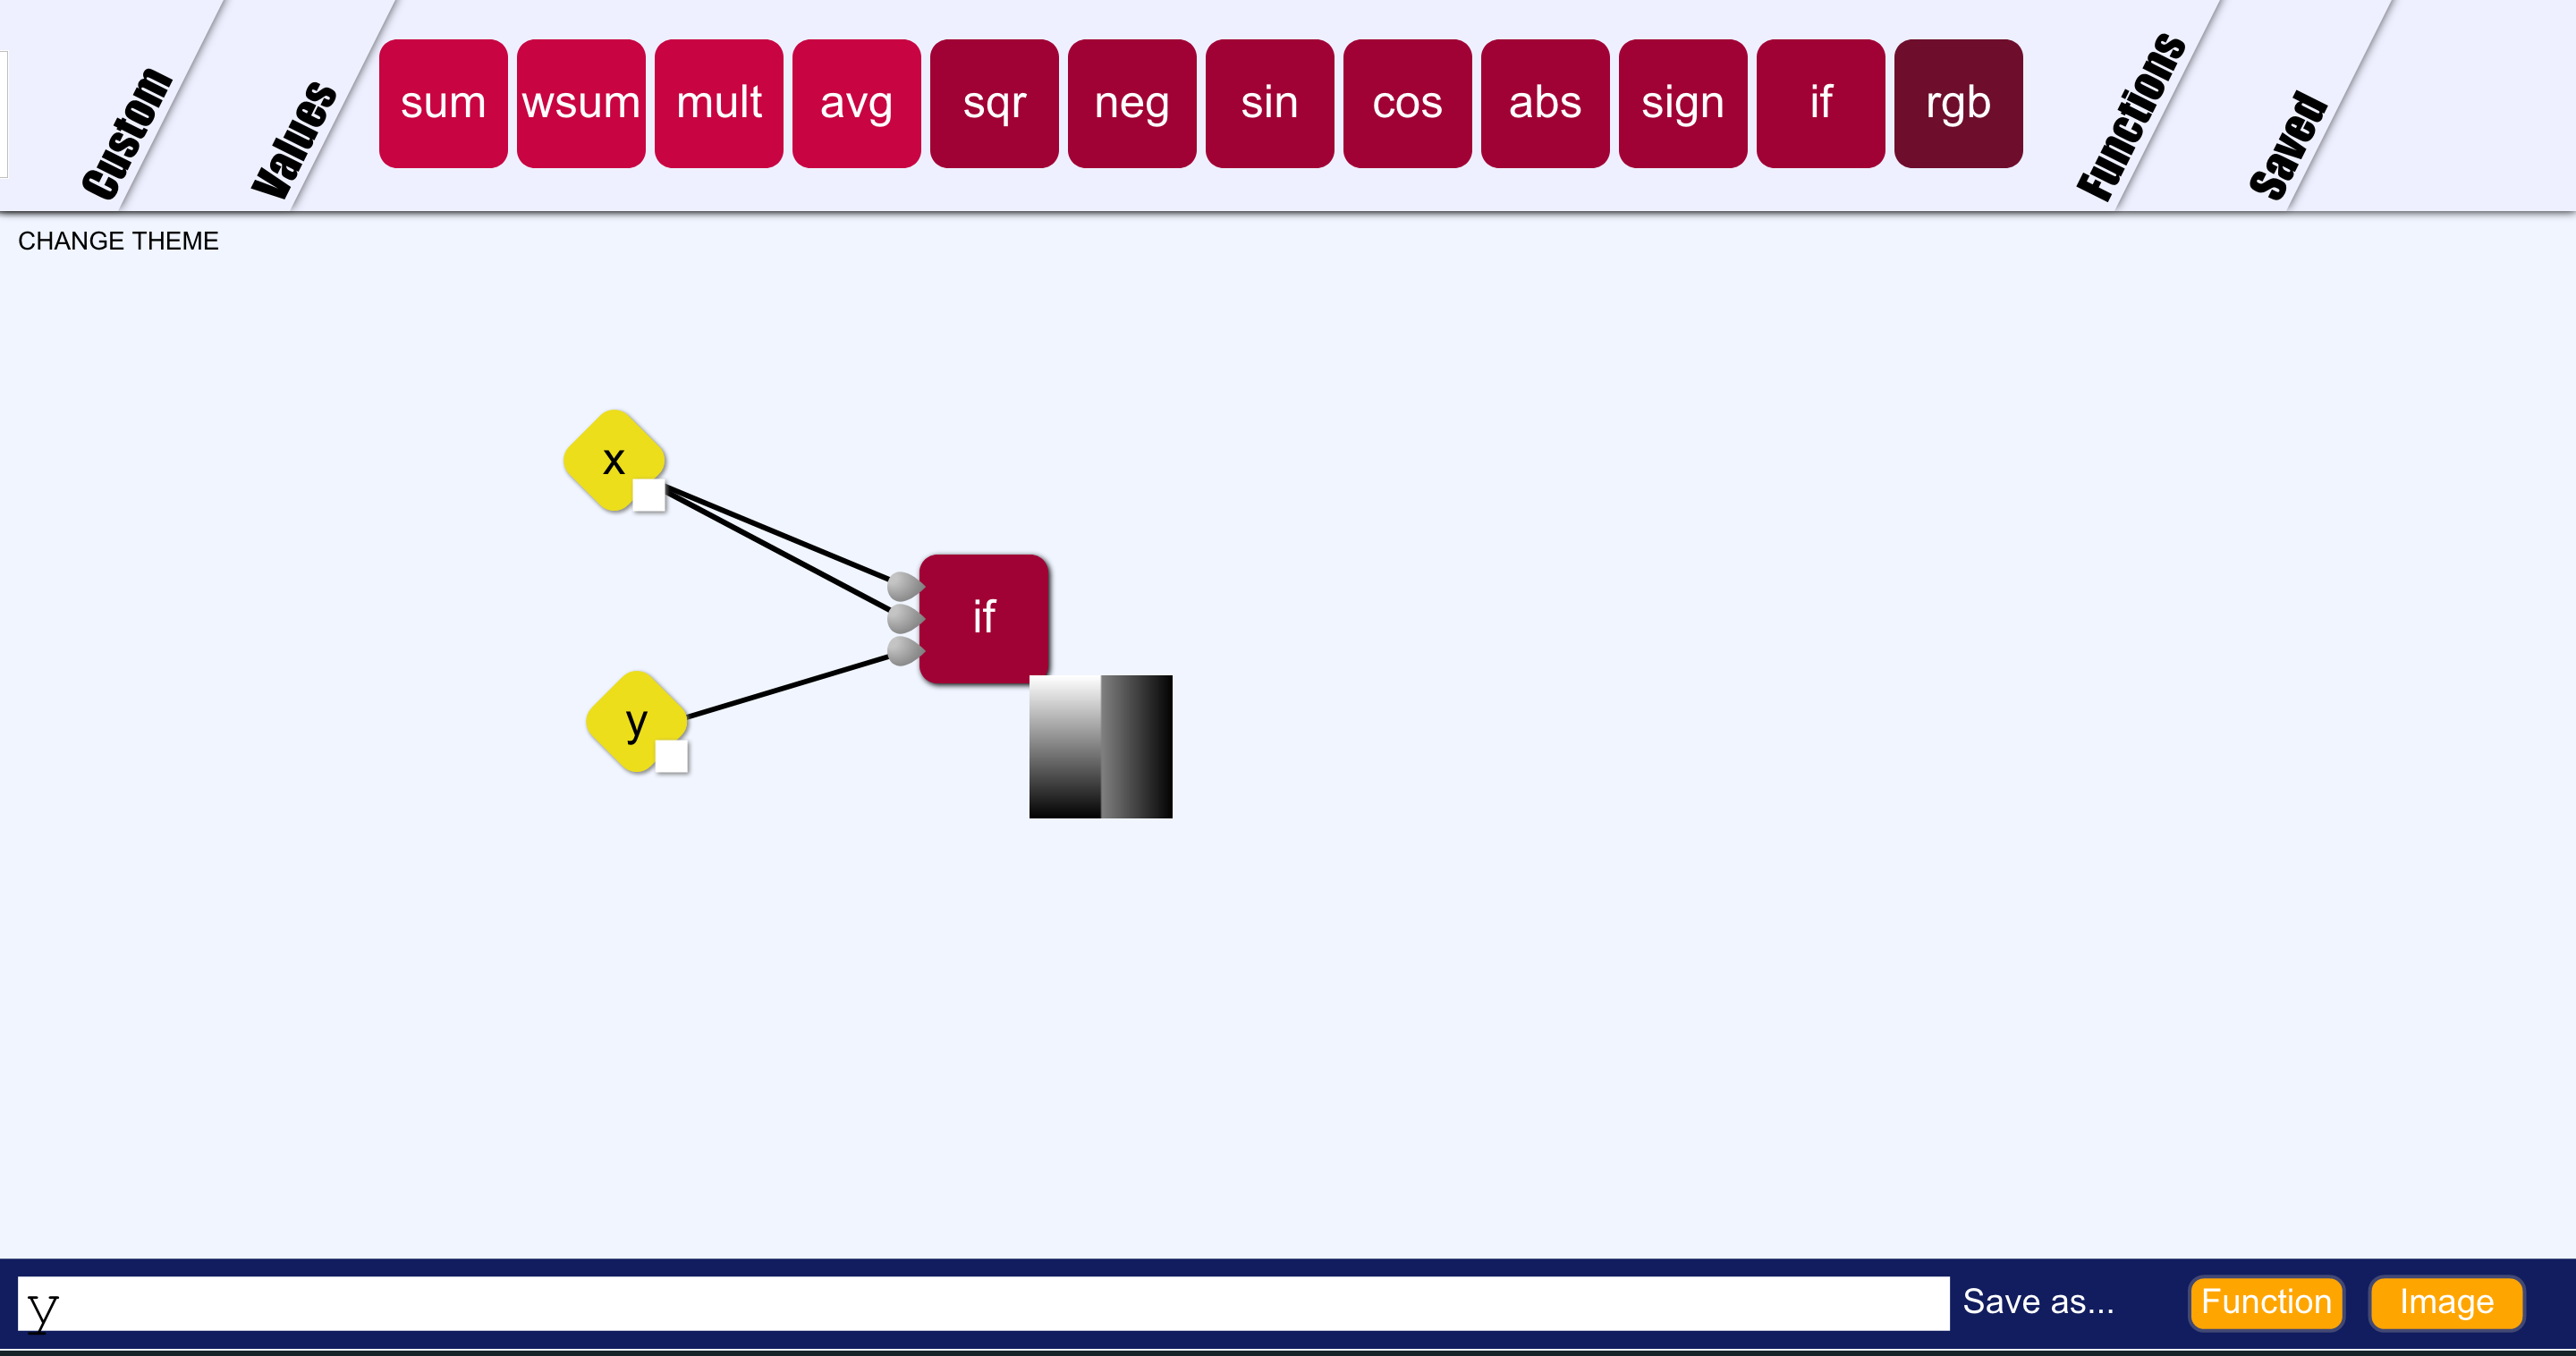 Custom
Values
sum wsum mult avg sqr neg sin cos abs sign if rgb
Functions
Saved
CHANGE THEME
x
if
y
y Save as... Function Image